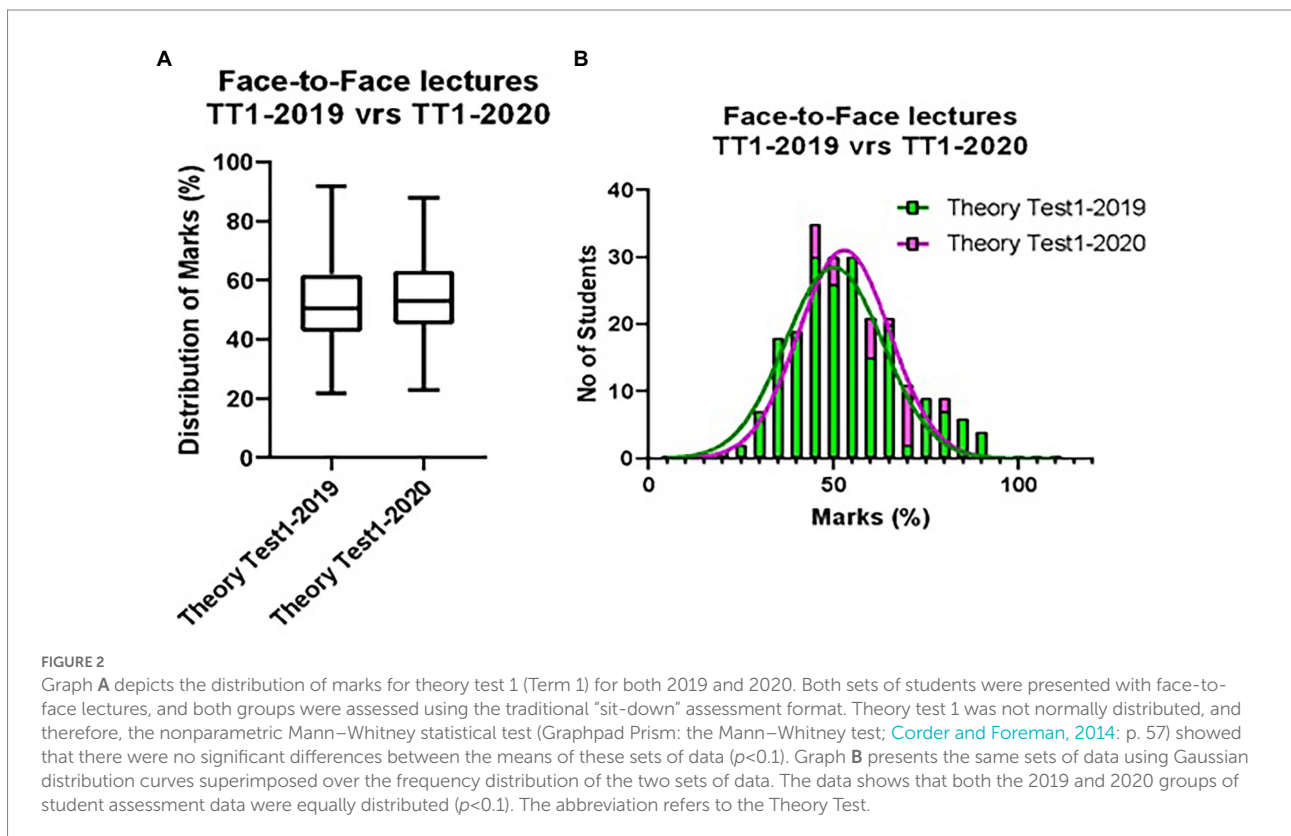 A
Face-to-Face lectures
TT1-2019 vrs TT1-2020
Distribution of Marks (%)
100
80
60
40
20
0
Theory Test1-2019
Theory Test1-2020
B
Face-to-Face lectures
TT1-2019 vrs TT1-2020
No of Students
40
30
20
10
0
Theory Test1-2019
Theory Test1-2020
0
50
100
Marks (%)
FIGURE 2
Graph A depicts the distribution of marks for theory test 1 (Term 1) for both 2019 and 2020. Both sets of students were presented with face-to-
face lectures, and both groups were assessed using the traditional “sit-down” assessment format. Theory test 1 was not normally distributed, and
therefore, the nonparametric Mann–Whitney statistical test (Graphpad Prism: the Mann–Whitney test; Corder and Foreman, 2014: p. 57) showed
that there were no significant differences between the means of these sets of data (p<0.1). Graph B presents the same sets of data using Gaussian
distribution curves superimposed over the frequency distribution of the two sets of data. The data shows that both the 2019 and 2020 groups of
student assessment data were equally distributed (p<0.1). The abbreviation refers to the Theory Test.